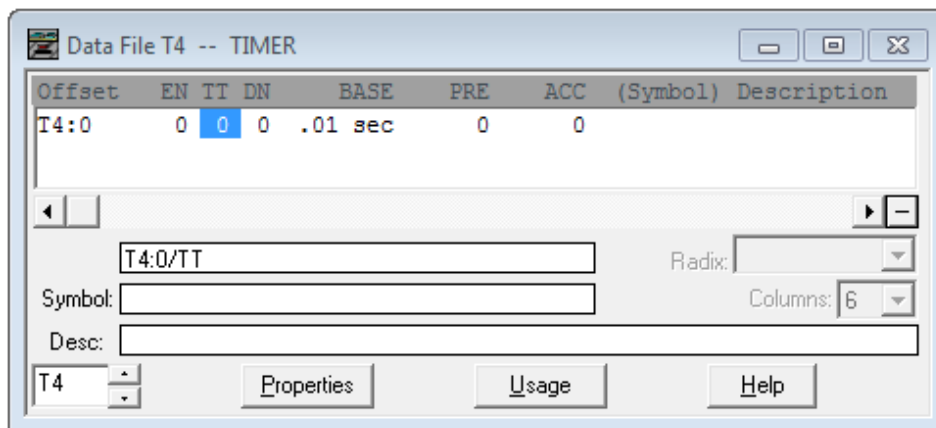 Data File T4 -- TIMER
Offset EN TT DN BASE PRE ACC (Symbol) Description
T4:0 0 0 0 .01 sec 0 0
T4:0/TT Radix:
Symbol: Columns: 6
Desc:
T4 Properties Usage Help